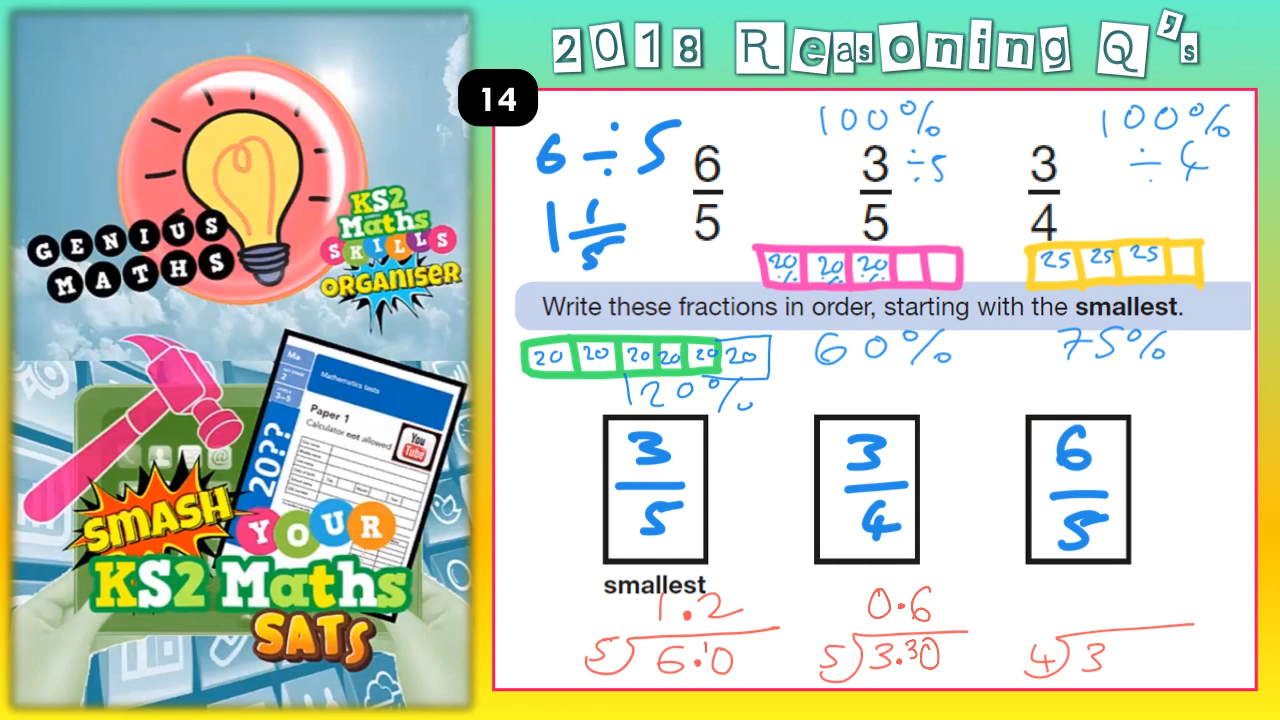 2018 Reasoning Q's
14
GENIUS
MATHS
KS2
Maths
SKILLS
ORGANISER
Ma
Mathematics tests
Paper 1
Calculator not allowed
You
Tube
20??
SMASH
YOUR
KS2 Maths
SATs
6 ÷ 5
1 1/5
6/5
100%
3/5 ÷5
100%
÷ 4
3/4
20% 20% 20%
25 25 25
Write these fractions in order, starting with the smallest.
20 20 20 20 20 20
120%
60%
75%
3/5
3/4
6/5
smallest
1.2
5)6.¹0
0.6
5)3.³0
4)3